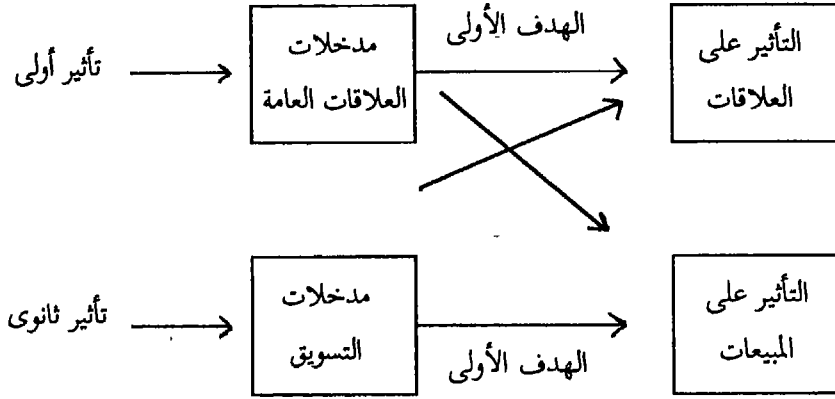 تأثير أولى
مدخلات
العلاقات العامة
الهدف الأولى
التأثير على
العلاقات
تأثير ثانوى
مدخلات
التسويق
الهدف الأولى
التأثير على
المبيعات